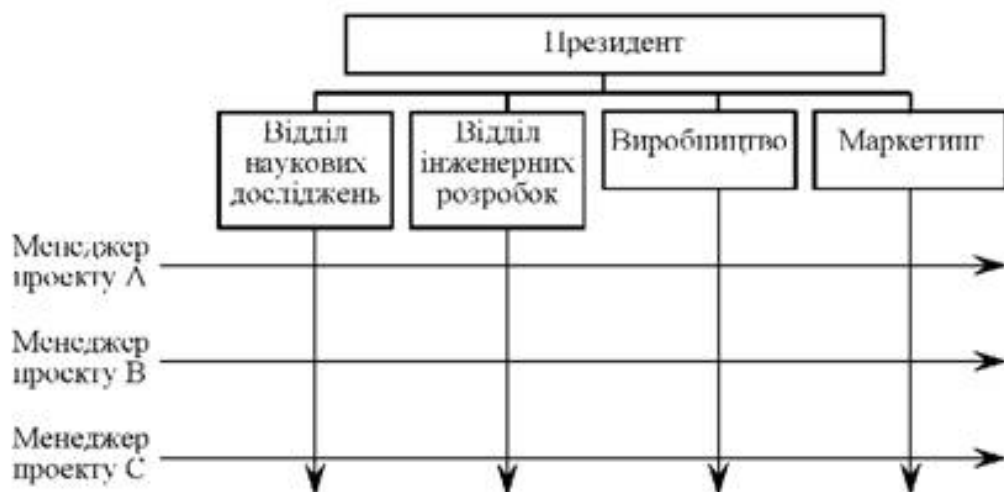 Президент
Відділ
наукових
досліджень
Відділ
інженерних
розробок
Виробництво
Маркетинг
Менеджер
проекту А
Менеджер
проекту В
Менеджер
проекту С